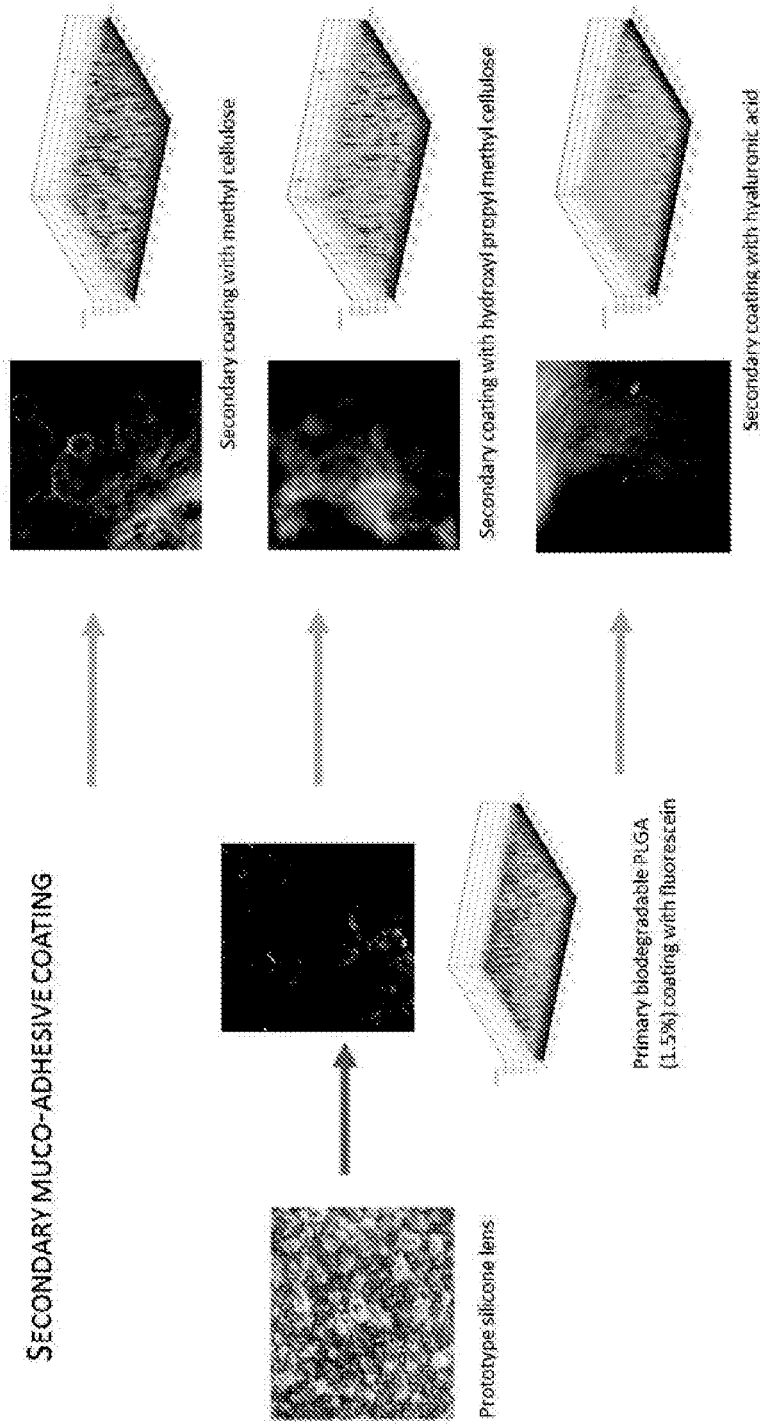 SECONDARY MUCO-ADHESIVE COATING
Prototype silicone lens
Primary biodegradable PLGA
(1.5%) coating with fluorescein
Secondary coating with methyl cellulose
Secondary coating with hydroxyl propyl methyl cellulose
Secondary coating with hyaluronic acid